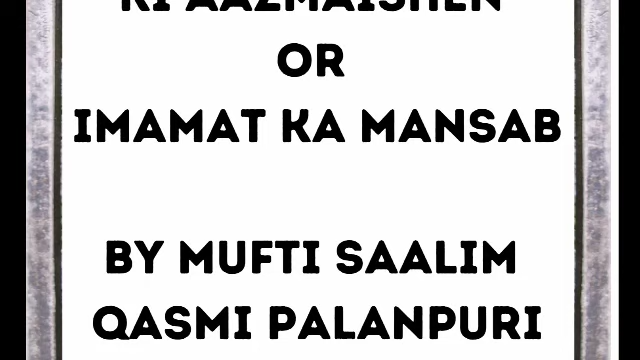 KI AAZMAISHEN
OR
IMAMAT KA MANSAB
BY MUFTI SAALIM
QASMI PALANPURI